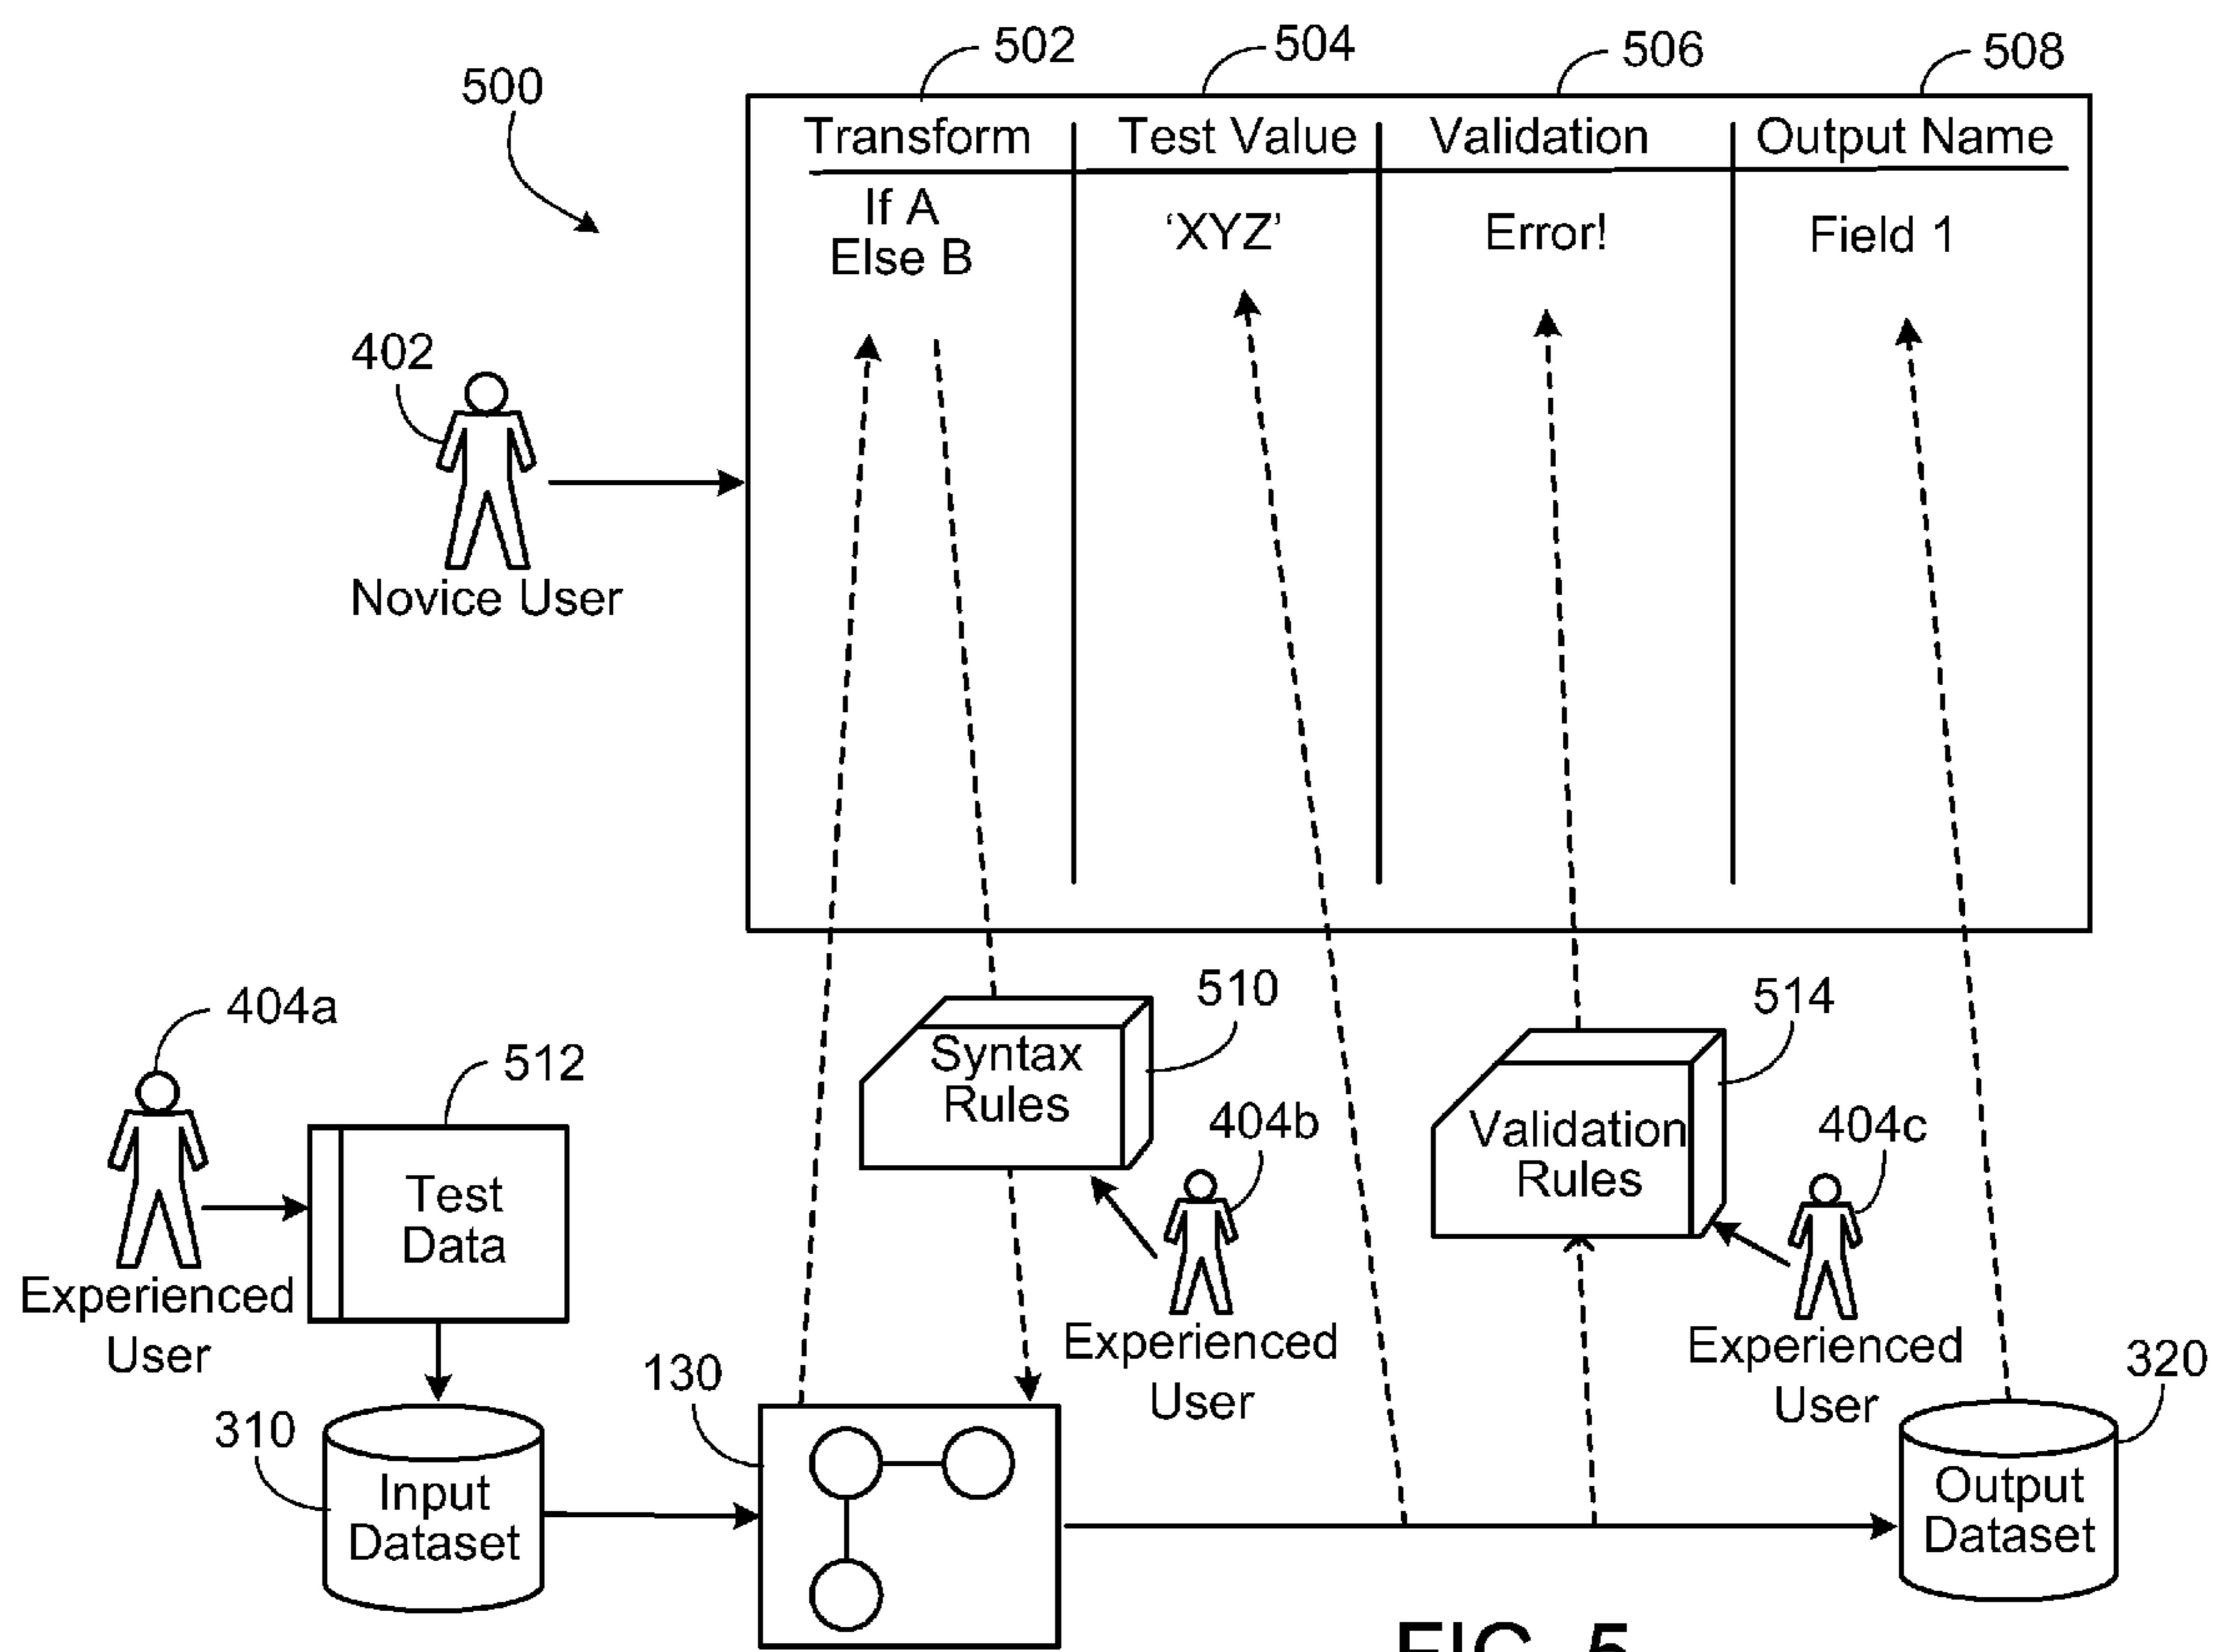 502
504
506
508
500
Transform
Test Value
Validation
Output Name
If A
Else B
‘XYZ’
Error!
Field 1
402
Novice User
404a
512
510
514
Syntax
Rules
404b
404c
Validation
Rules
Test
Data
Experienced
User
Experienced
User
Experienced
User
130
320
310
Input
Dataset
Output
Dataset
FIG. 5